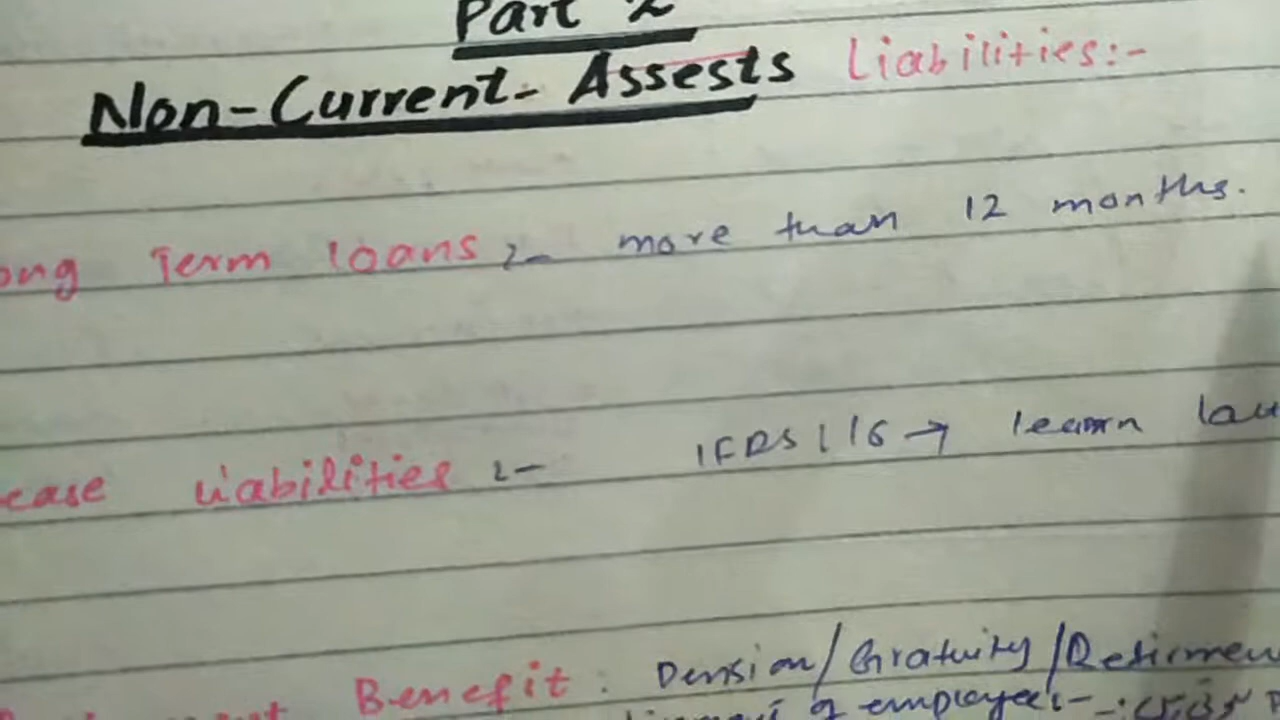 Part 2
Non-Current- Assests Liabilities:-
ong Term loans :- more than 12 months.
ease Liabilities :- IFRS 16 → learn
Benefit : Pension/Gratuity/Retirmen
of employees:-